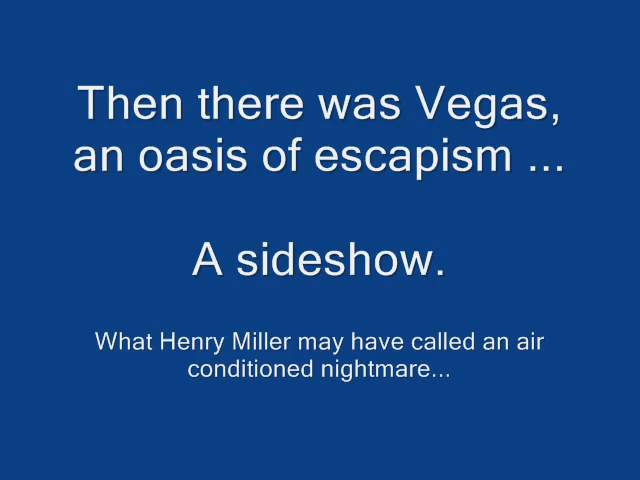 Then there was Vegas,
an oasis of escapism ...
A sideshow.
What Henry Miller may have called an air
conditioned nightmare...